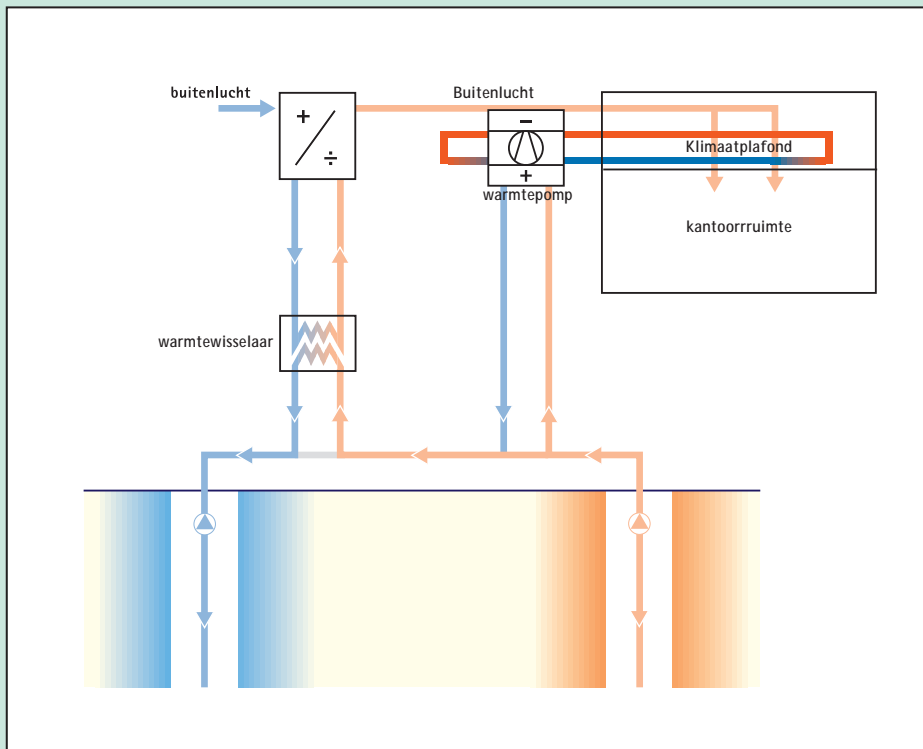 buitenlucht
Buitenlucht
+
÷
−
+
Klimaatplafond
warmtepomp
kantoorrruimte
warmtewisselaar